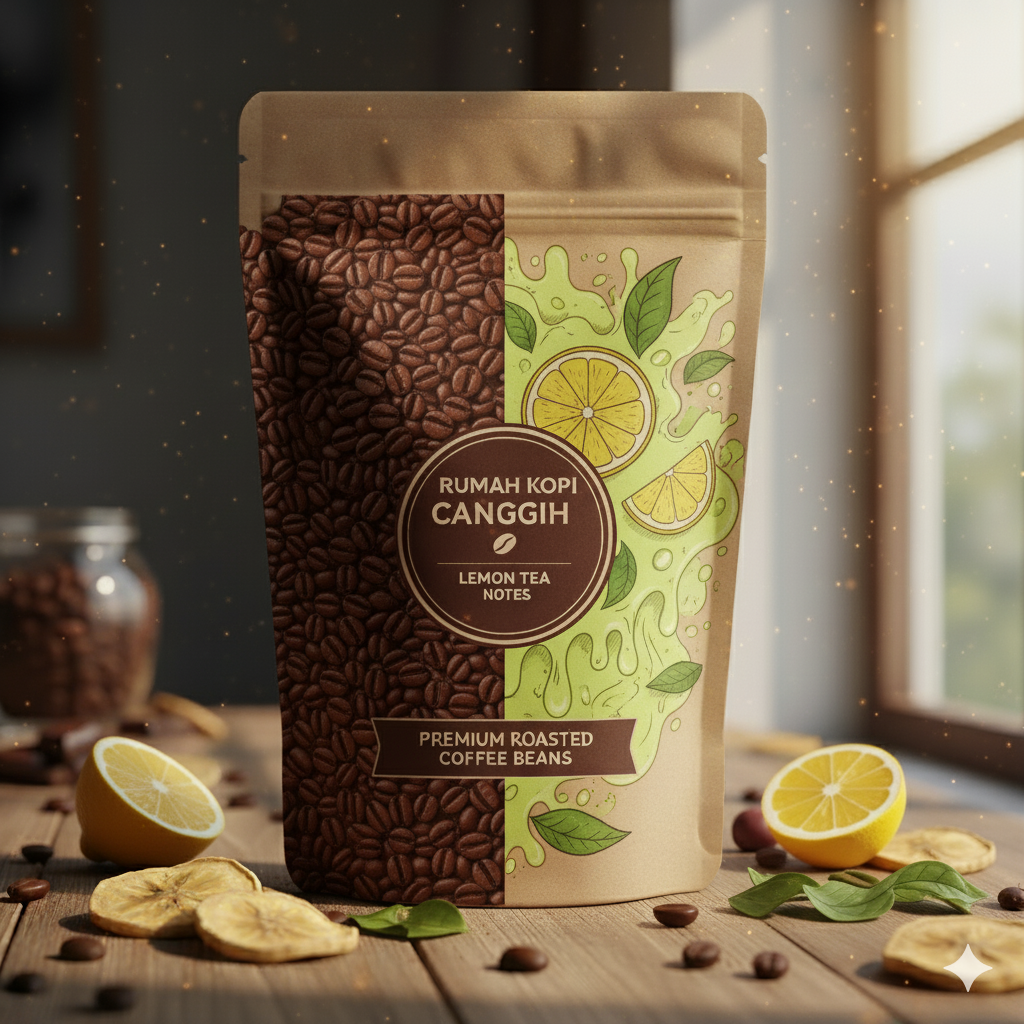 RUMAH KOPI
CANGGIH
LEMON TEA
NOTES
PREMIUM ROASTED
COFFEE BEANS